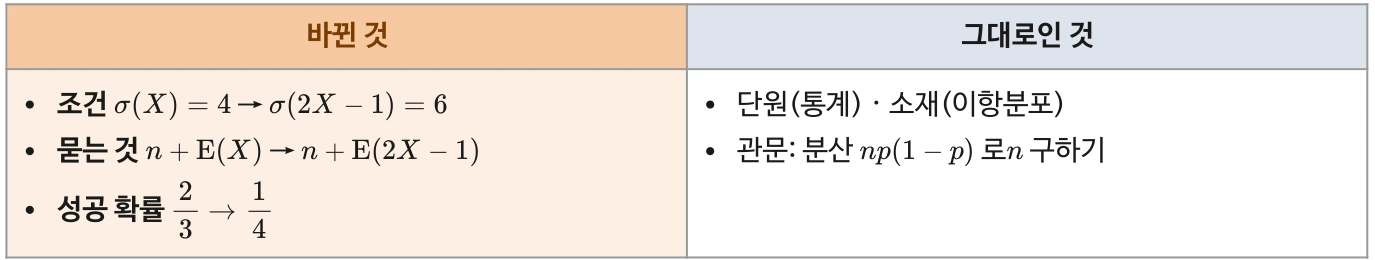 바뀐 것
그대로인 것
• 조건 σ(X) = 4 → σ(2X − 1) = 6
• 묻는 것 n + E(X) → n + E(2X − 1)
• 성공 확률 2/3 → 1/4
• 단원(통계) · 소재(이항분포)
• 관문: 분산 np(1 − p) 로n 구하기